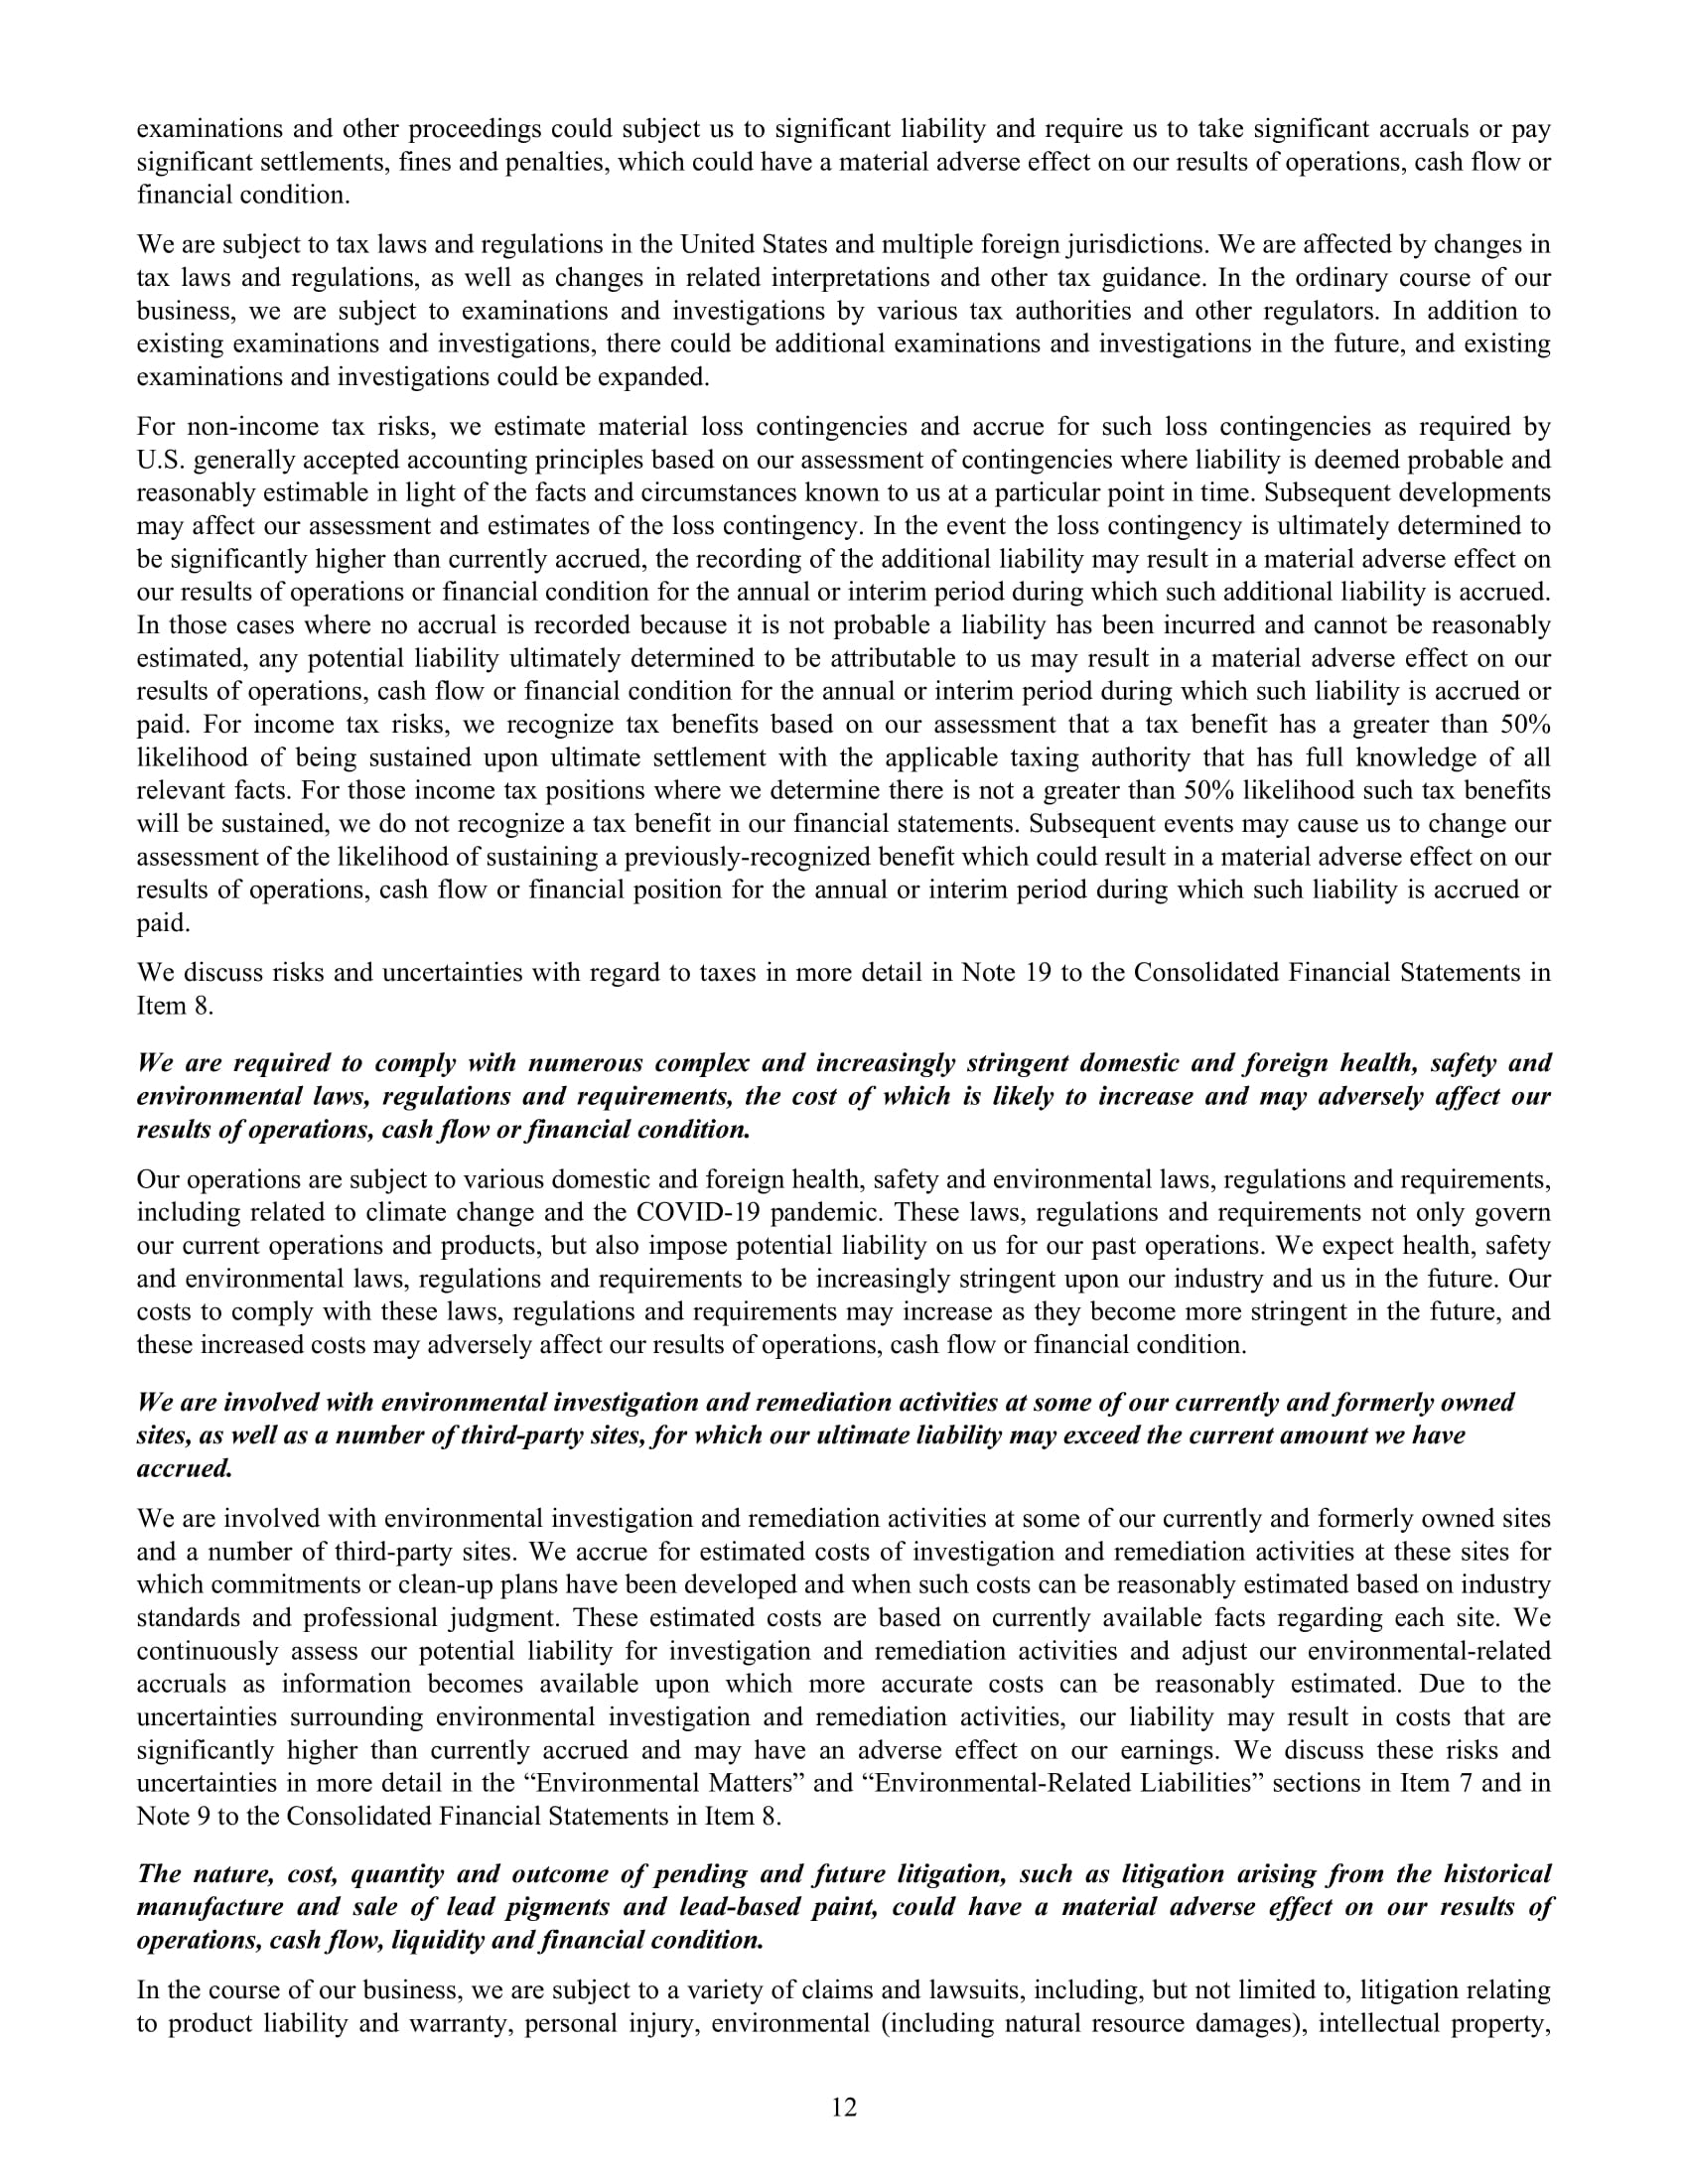 examinations and other proceedings could subject us to significant liability and require us to take significant accruals or pay
significant settlements, fines and penalties, which could have a material adverse effect on our results of operations, cash flow or
financial condition.
We are subject to tax laws and regulations in the United States and multiple foreign jurisdictions. We are affected by changes in
tax laws and regulations, as well as changes in related interpretations and other tax guidance. In the ordinary course of our
business, we are subject to examinations and investigations by various tax authorities and other regulators. In addition to
existing examinations and investigations, there could be additional examinations and investigations in the future, and existing
examinations and investigations could be expanded.
For non-income tax risks, we estimate material loss contingencies and accrue for such loss contingencies as required by
U.S. generally accepted accounting principles based on our assessment of contingencies where liability is deemed probable and
reasonably estimable in light of the facts and circumstances known to us at a particular point in time. Subsequent developments
may affect our assessment and estimates of the loss contingency. In the event the loss contingency is ultimately determined to
be significantly higher than currently accrued, the recording of the additional liability may result in a material adverse effect on
our results of operations or financial condition for the annual or interim period during which such additional liability is accrued.
In those cases where no accrual is recorded because it is not probable a liability has been incurred and cannot be reasonably
estimated, any potential liability ultimately determined to be attributable to us may result in a material adverse effect on our
results of operations, cash flow or financial condition for the annual or interim period during which such liability is accrued or
paid. For income tax risks, we recognize tax benefits based on our assessment that a tax benefit has a greater than 50%
likelihood of being sustained upon ultimate settlement with the applicable taxing authority that has full knowledge of all
relevant facts. For those income tax positions where we determine there is not a greater than 50% likelihood such tax benefits
will be sustained, we do not recognize a tax benefit in our financial statements. Subsequent events may cause us to change our
assessment of the likelihood of sustaining a previously-recognized benefit which could result in a material adverse effect on our
results of operations, cash flow or financial position for the annual or interim period during which such liability is accrued or
paid.
We discuss risks and uncertainties with regard to taxes in more detail in Note 19 to the Consolidated Financial Statements in
Item 8.
We are required to comply with numerous complex and increasingly stringent domestic and foreign health, safety and
environmental laws, regulations and requirements, the cost of which is likely to increase and may adversely affect our
results of operations, cash flow or financial condition.
Our operations are subject to various domestic and foreign health, safety and environmental laws, regulations and requirements,
including related to climate change and the COVID-19 pandemic. These laws, regulations and requirements not only govern
our current operations and products, but also impose potential liability on us for our past operations. We expect health, safety
and environmental laws, regulations and requirements to be increasingly stringent upon our industry and us in the future. Our
costs to comply with these laws, regulations and requirements may increase as they become more stringent in the future, and
these increased costs may adversely affect our results of operations, cash flow or financial condition.
We are involved with environmental investigation and remediation activities at some of our currently and formerly owned
sites, as well as a number of third-party sites, for which our ultimate liability may exceed the current amount we have
accrued.
We are involved with environmental investigation and remediation activities at some of our currently and formerly owned sites
and a number of third-party sites. We accrue for estimated costs of investigation and remediation activities at these sites for
which commitments or clean-up plans have been developed and when such costs can be reasonably estimated based on industry
standards and professional judgment. These estimated costs are based on currently available facts regarding each site. We
continuously assess our potential liability for investigation and remediation activities and adjust our environmental-related
accruals as information becomes available upon which more accurate costs can be reasonably estimated. Due to the
uncertainties surrounding environmental investigation and remediation activities, our liability may result in costs that are
significantly higher than currently accrued and may have an adverse effect on our earnings. We discuss these risks and
uncertainties in more detail in the “Environmental Matters” and “Environmental-Related Liabilities” sections in Item 7 and in
Note 9 to the Consolidated Financial Statements in Item 8.
The nature, cost, quantity and outcome of pending and future litigation, such as litigation arising from the historical
manufacture and sale of lead pigments and lead-based paint, could have a material adverse effect on our results of
operations, cash flow, liquidity and financial condition.
In the course of our business, we are subject to a variety of claims and lawsuits, including, but not limited to, litigation relating
to product liability and warranty, personal injury, environmental (including natural resource damages), intellectual property,
12